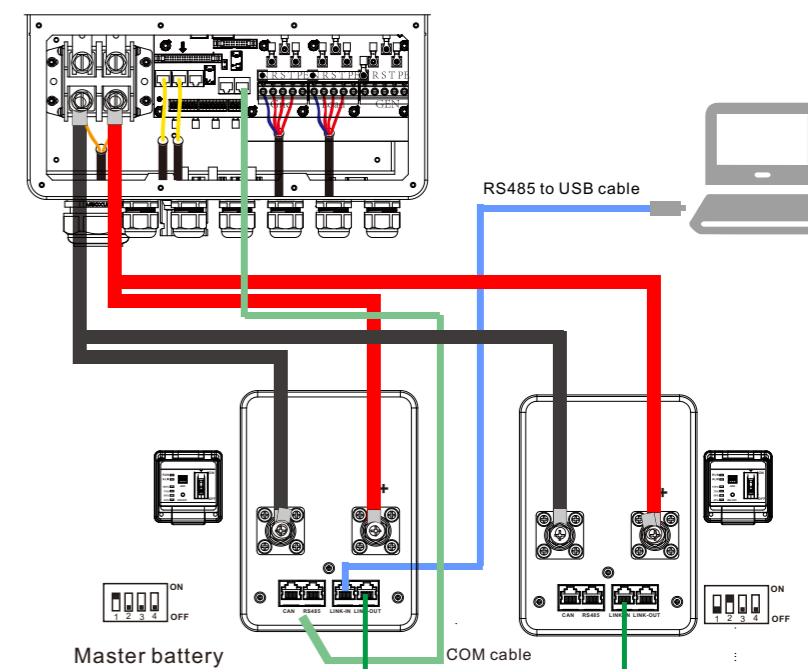 R S T PE
R S T PE
R S T PE
GEN
RS485 to USB cable
+
+
CAN RS485 LINK-IN LINK-OUT
CAN RS485 LINK-IN LINK-OUT
ON
1 2 3 4
OFF
ON
1 2 3 4
OFF
Master battery
COM cable